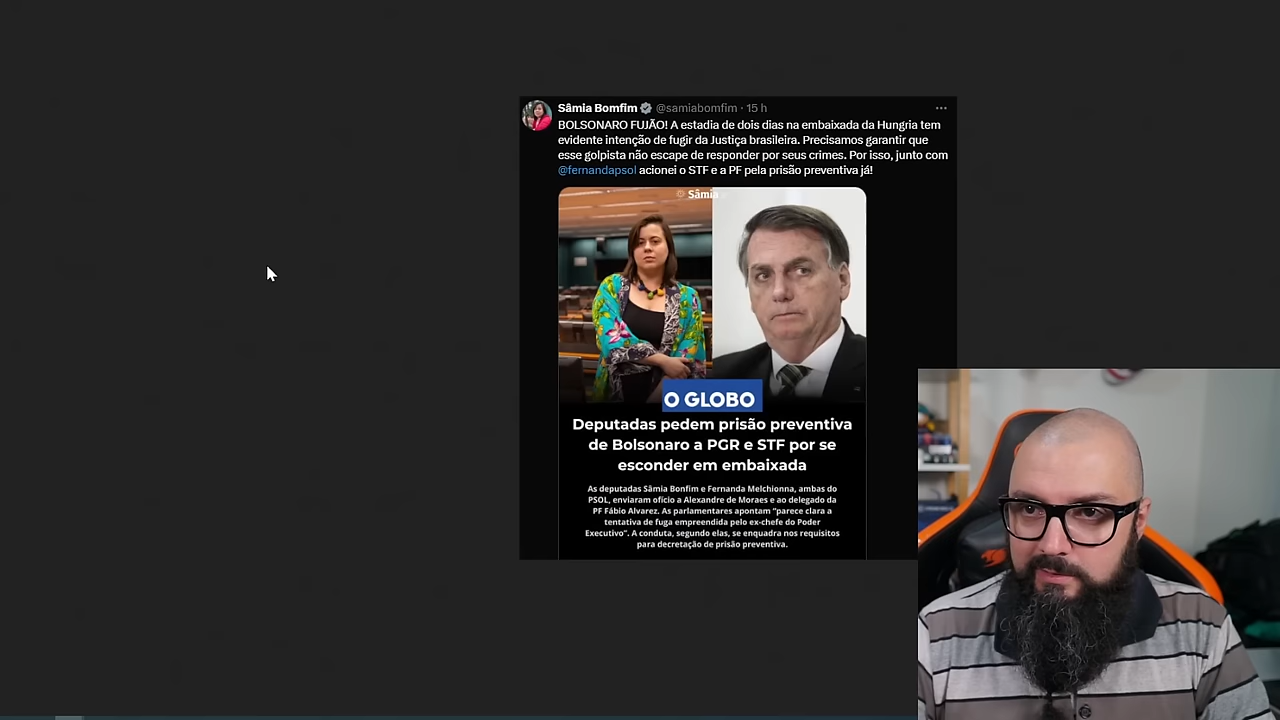 Sâmia Bomfim @samiabomfim · 15 h
BOLSONARO FUJÃO! A estadia de dois dias na embaixada da Hungria tem
evidente intenção de fugir da Justiça brasileira. Precisamos garantir que
esse golpista não escape de responder por seus crimes. Por isso, junto com
@fernandapsol acionei o STF e a PF pela prisão preventiva já!
Sâmia
O GLOBO
Deputadas pedem prisão preventiva
de Bolsonaro a PGR e STF por se
esconder em embaixada
As deputadas Sâmia Bonfim e Fernanda Melchionna, ambas do
PSOL, enviaram ofício a Alexandre de Moraes e ao delegado da
PF Fábio Alvarez. As parlamentares apontam “parece clara a
tentativa de fuga empreendida pelo ex-chefe do Poder
Executivo”. A conduta, segundo elas, se enquadra nos requisitos
para decretação de prisão preventiva.